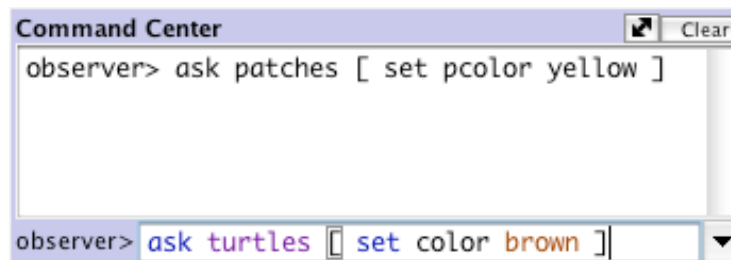 Command Center Clear
observer> ask patches [ set pcolor yellow ]
observer> ask turtles [ set color brown ]